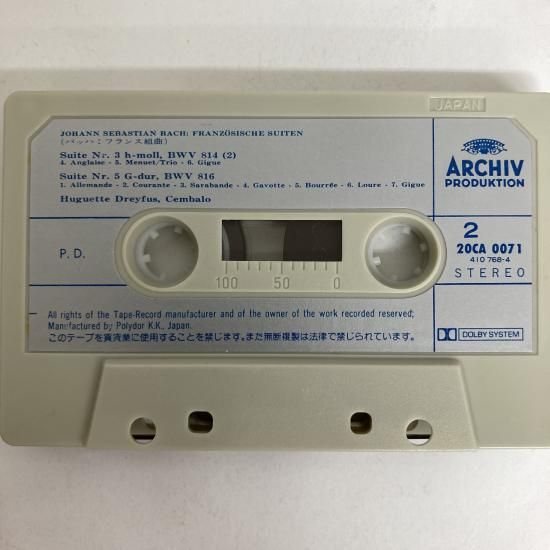 JAPAN
JOHANN SEBASTIAN BACH: FRANZÖSISCHE SUITEN
(バッハ：フランス組曲)
Suite Nr. 3 h-moll, BWV 814 (2)
4. Anglaise - 5. Menuet/Trio - 6. Gigue
Suite Nr. 5 G-dur, BWV 816
1. Allemande - 2. Courante - 3. Sarabande - 4. Gavotte - 5. Bourrée - 6. Loure - 7. Gigue
Huguette Dreyfus, Cembalo
ARCHIV
PRODUKTION
P. D.
2
20CA 0071
410 768-4
STEREO
100 50 0
All rights of the Tape-Record manufacturer and of the owner of the work recorded reserved;
Manufactured by Polydor K.K., Japan.
このテープを賃貸業に使用することを禁じます。また無断複製は法律で禁じられています。
DOLBY SYSTEM